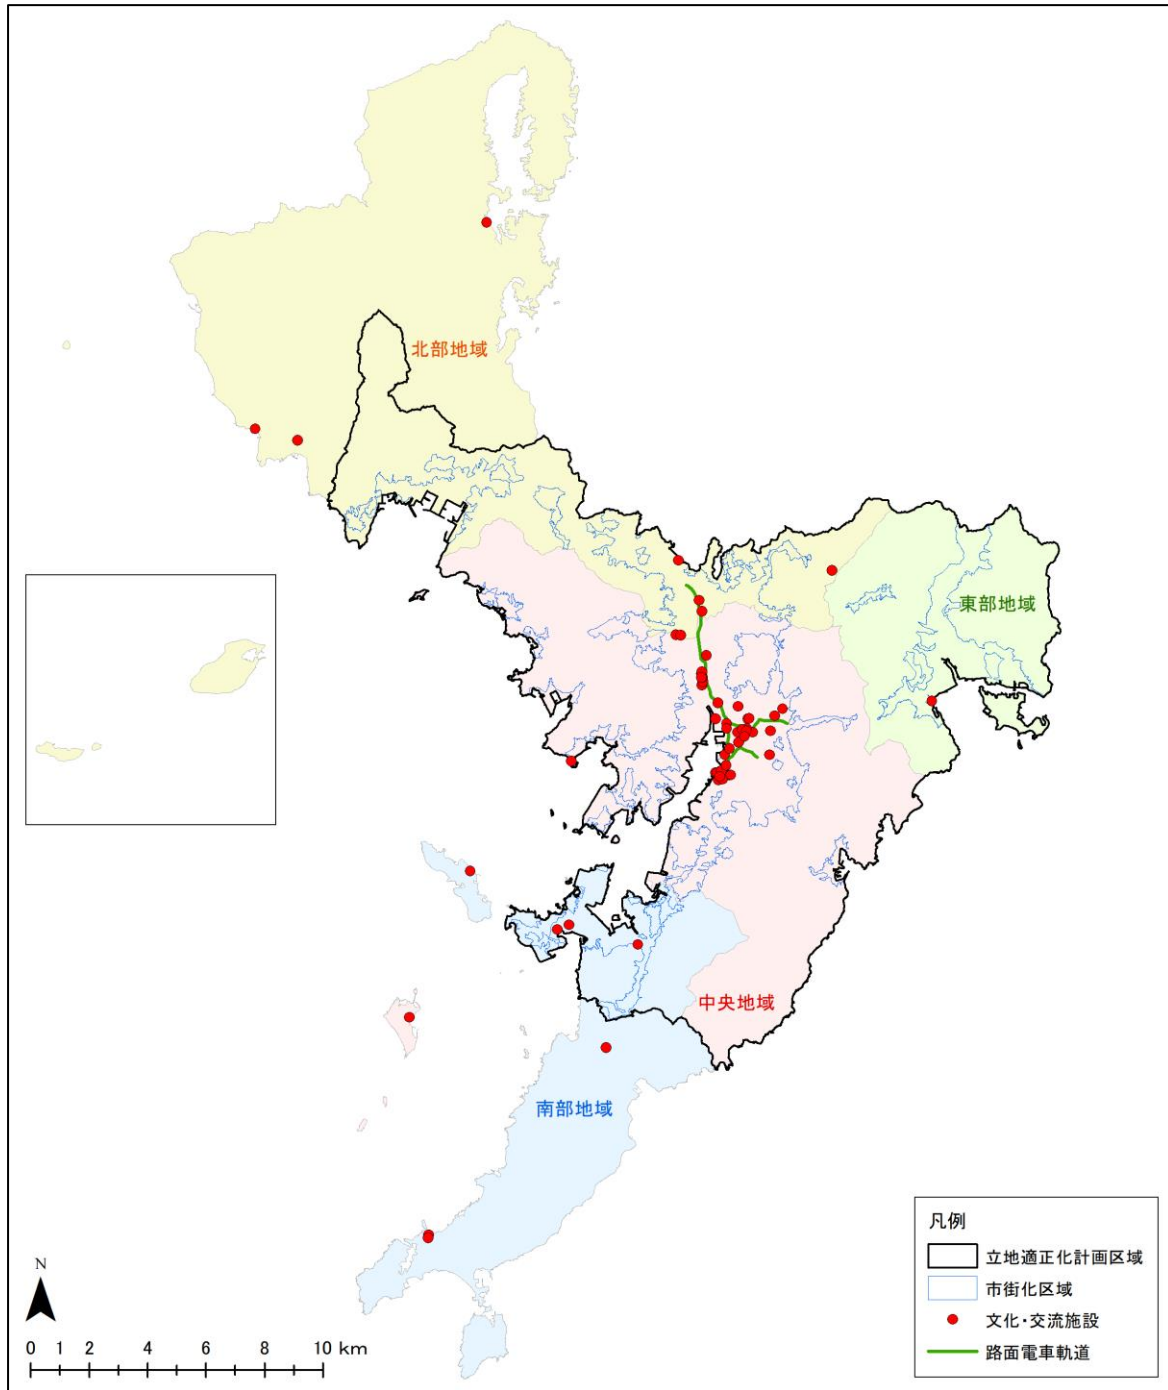 北部地域
東部地域
中央地域
南部地域
凡例
立地適正化計画区域
市街化区域
文化・交流施設
路面電車軌道
N
0 1 2 4 6 8 10 km